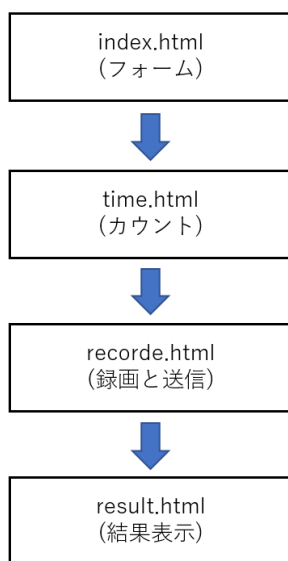 index.html
(フォーム)
time.html
(カウント)
recorde.html
(録画と送信)
result.html
(結果表示)